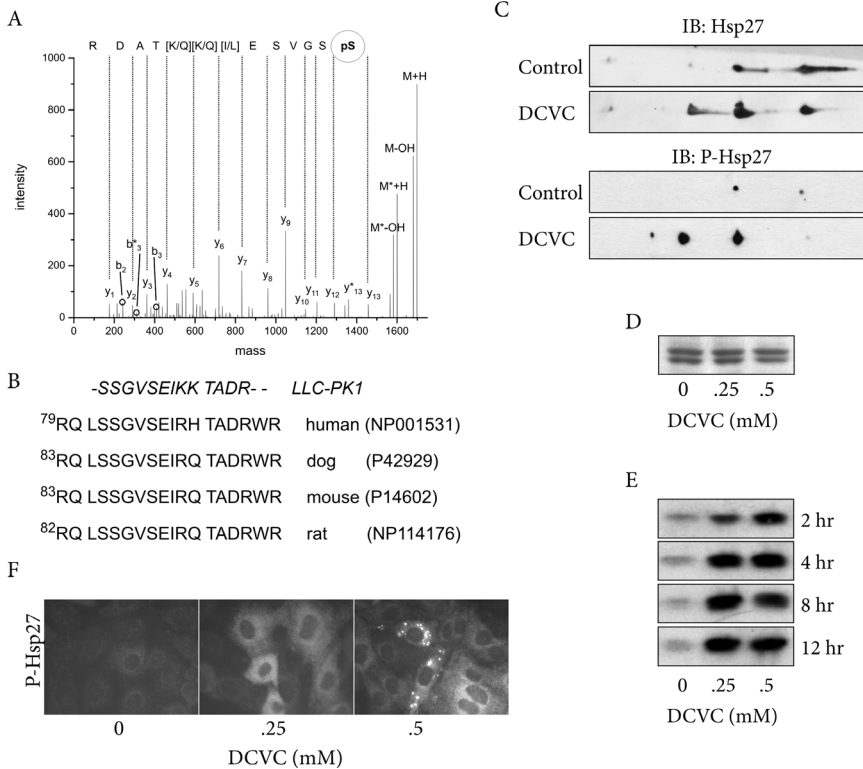 A
R D A T [K/Q][K/Q] [I/L] E S V G S pS
1000
800
600
400
200
0
intensity
M+H
M-OH
M*+H
M*-OH
y1
b2
y2
b*3
y3
b3
y4
y5
y6
y7
y8
y9
y10
y11
y12
y*13
y13
0 200 400 600 800 1000 1200 1400 1600
mass
B
-SSGVSEIKK TADR- - LLC-PK1
79RQ LSSGVSEIRH TADRWR human (NP001531)
83RQ LSSGVSEIRQ TADRWR dog (P42929)
83RQ LSSGVSEIRQ TADRWR mouse (P14602)
82RQ LSSGVSEIRQ TADRWR rat (NP114176)
C
IB: Hsp27
Control
DCVC
IB: P-Hsp27
Control
DCVC
D
0 .25 .5
DCVC (mM)
E
2 hr
4 hr
8 hr
12 hr
0 .25 .5
DCVC (mM)
F
P-Hsp27
0 .25 .5
DCVC (mM)